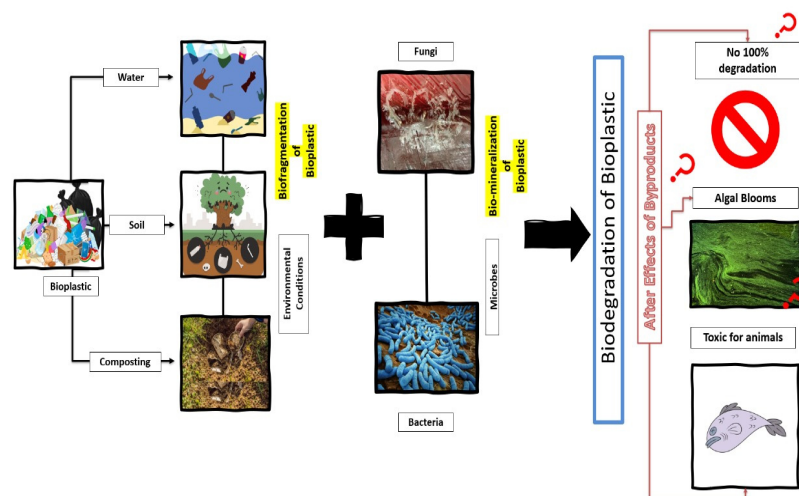 Water
Soil
Bioplastic
Composting
Biofragmentation
of
Bioplastic
Environmental
Conditions
Fungi
Bacteria
Bio-mineralization
of
Bioplastic
Microbes
Biodegradation of Bioplastic
After Effects of Byproducts
?
No 100%
degradation
?
Algal Blooms
Toxic for animals